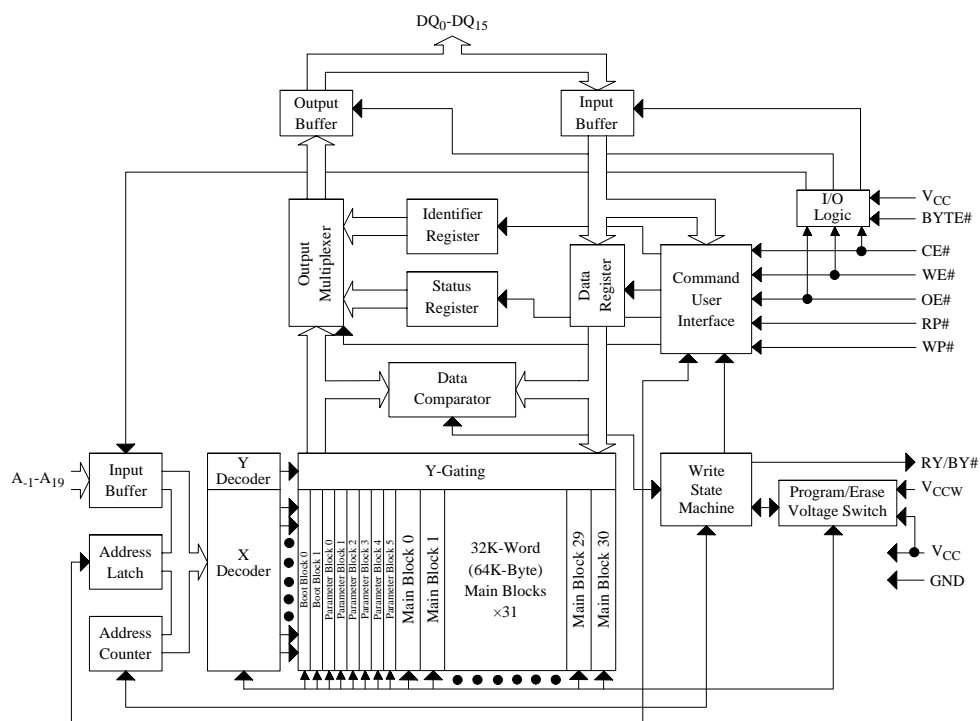 DQ0-DQ15
Output
Buffer
Input
Buffer
I/O
Logic
VCC
BYTE#
Identifier
Register
Output
Multiplexer
Status
Register
Data
Register
Command
User
Interface
CE#
WE#
OE#
RP#
WP#
Data
Comparator
A-1-A19
Input
Buffer
Y
Decoder
Y-Gating
Write
State
Machine
RY/BY#
Program/Erase
Voltage Switch
VCCW
VCC
GND
Address
Latch
X
Decoder
Address
Counter
Boot Block 0
Boot Block 1
Parameter Block 0
Parameter Block 1
Parameter Block 2
Parameter Block 3
Parameter Block 4
Parameter Block 5
Main Block 0
Main Block 1
32K-Word
(64K-Byte)
Main Blocks
×31
Main Block 29
Main Block 30